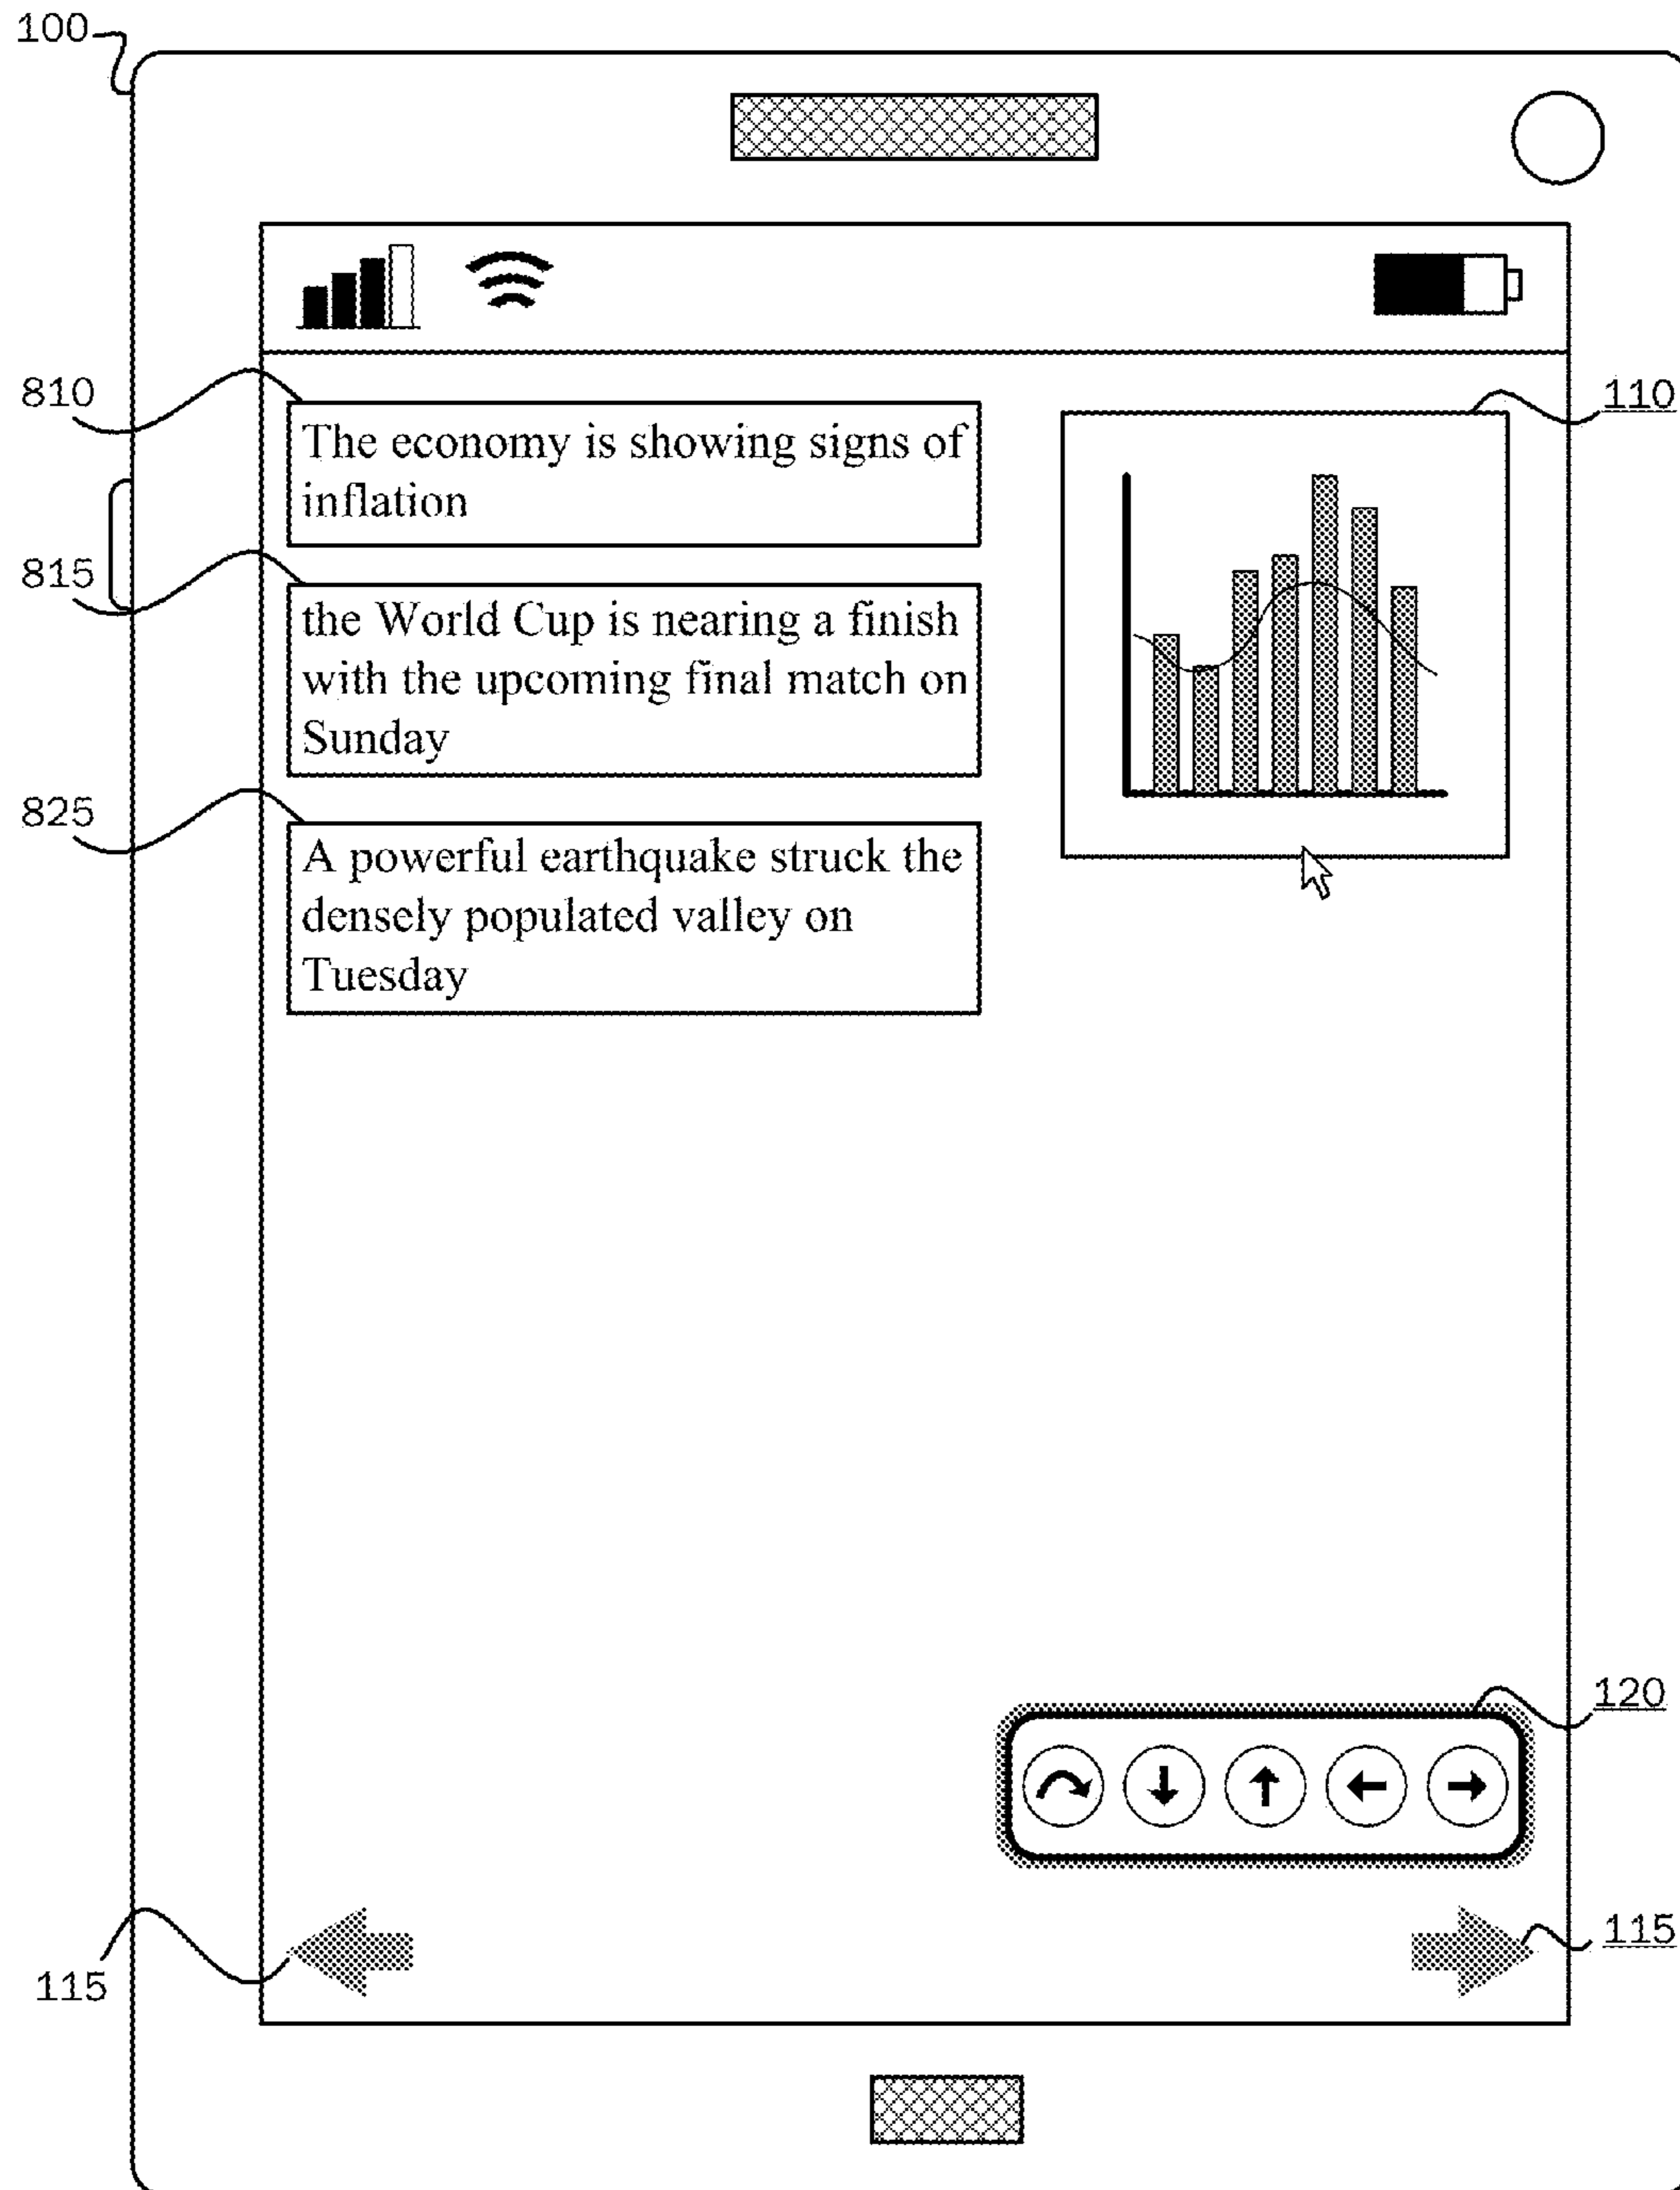 100
810
The economy is showing signs of
inflation
110
815
the World Cup is nearing a finish
with the upcoming final match on
Sunday
825
A powerful earthquake struck the
densely populated valley on
Tuesday
120
115
115